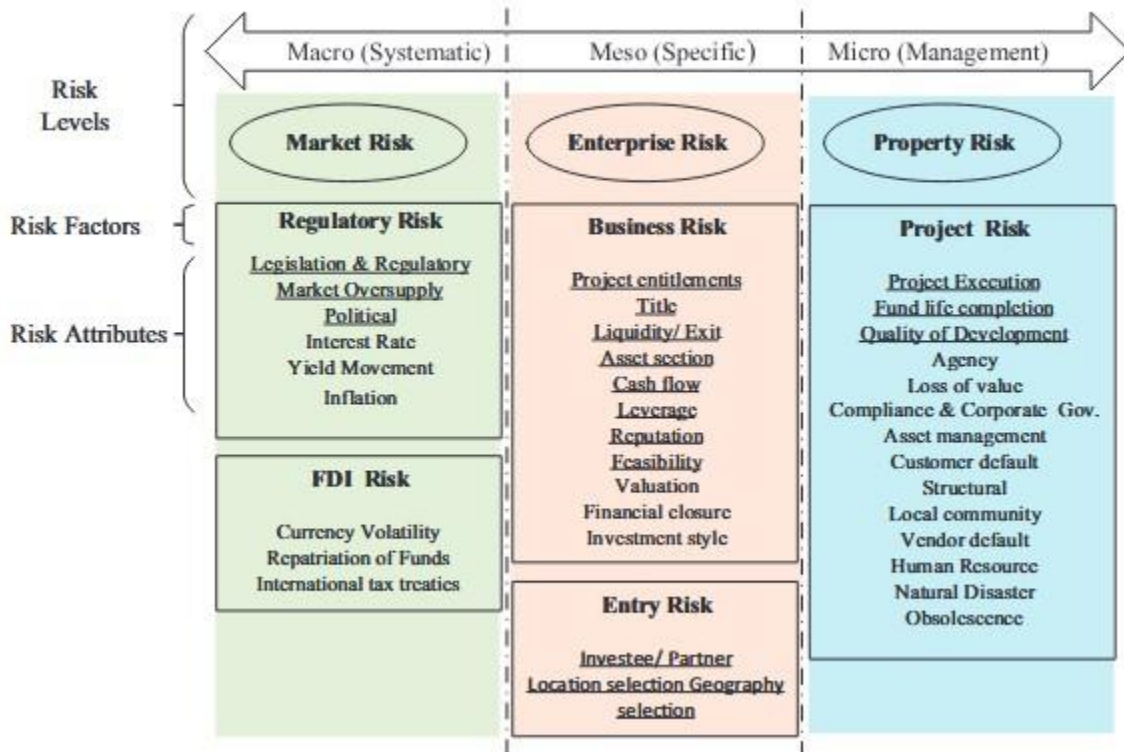 Macro (Systematic)
Meso (Specific)
Micro (Management)
Risk
Levels
Market Risk
Enterprise Risk
Property Risk
Risk Factors
Risk Attributes
Regulatory Risk
Legislation & Regulatory
Market Oversupply
Political
Interest Rate
Yield Movement
Inflation
FDI Risk
Currency Volatility
Repatriation of Funds
International tax treaties
Business Risk
Project entitlements
Title
Liquidity/ Exit
Asset section
Cash flow
Leverage
Reputation
Feasibility
Valuation
Financial closure
Investment style
Entry Risk
Investee/ Partner
Location selection Geography
selection
Project Risk
Project Execution
Fund life completion
Quality of Development
Agency
Loss of value
Compliance & Corporate Gov.
Asset management
Customer default
Structural
Local community
Vendor default
Human Resource
Natural Disaster
Obsolescence